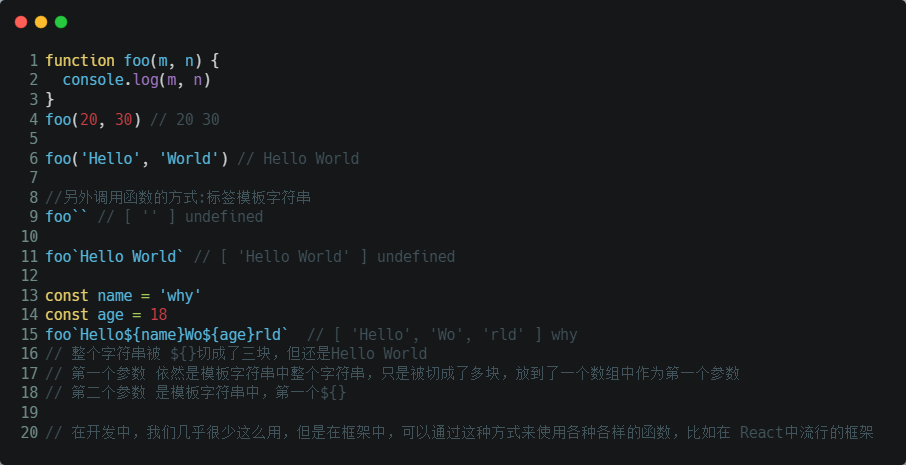 1 function foo(m, n) {
2   console.log(m, n)
3 }
4 foo(20, 30) // 20 30
5
6 foo('Hello', 'World') // Hello World
7
8 //另外调用函数的方式:标签模板字符串
9 foo`` // [ '' ] undefined
10
11 foo`Hello World` // [ 'Hello World' ] undefined
12
13 const name = 'why'
14 const age = 18
15 foo`Hello${name}Wo${age}rld`  // [ 'Hello', 'Wo', 'rld' ] why
16 // 整个字符串被 ${}切成了三块，但还是Hello World
17 // 第一个参数 依然是模板字符串中整个字符串，只是被切成了多块，放到了一个数组中作为第一个参数
18 // 第二个参数 是模板字符串中，第一个${}
19
20 // 在开发中，我们几乎很少这么用，但是在框架中，可以通过这种方式来使用各种各样的函数，比如在 React中流行的框架